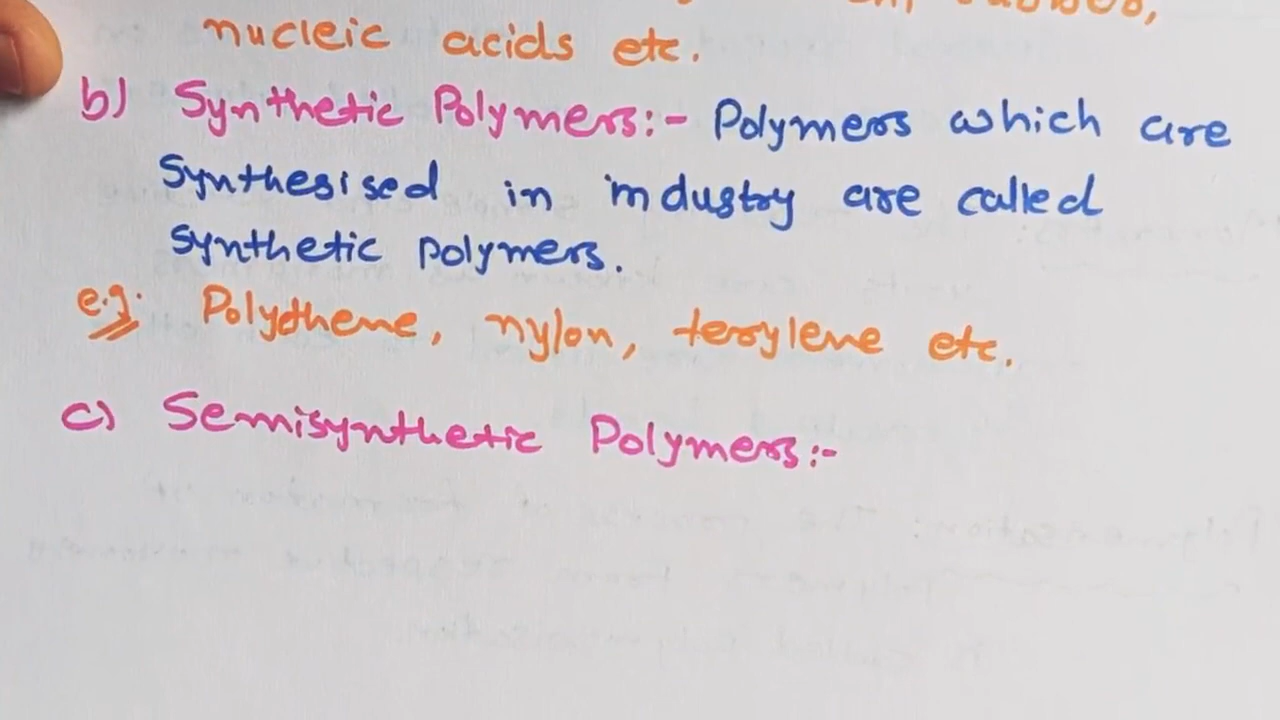 nucleic acids etc.
b) Synthetic Polymers:- Polymers which are
Synthesised in industry are called
synthetic polymers.
e.g. Polythene, nylon, terylene etc.
c) Semisynthetic Polymers:-